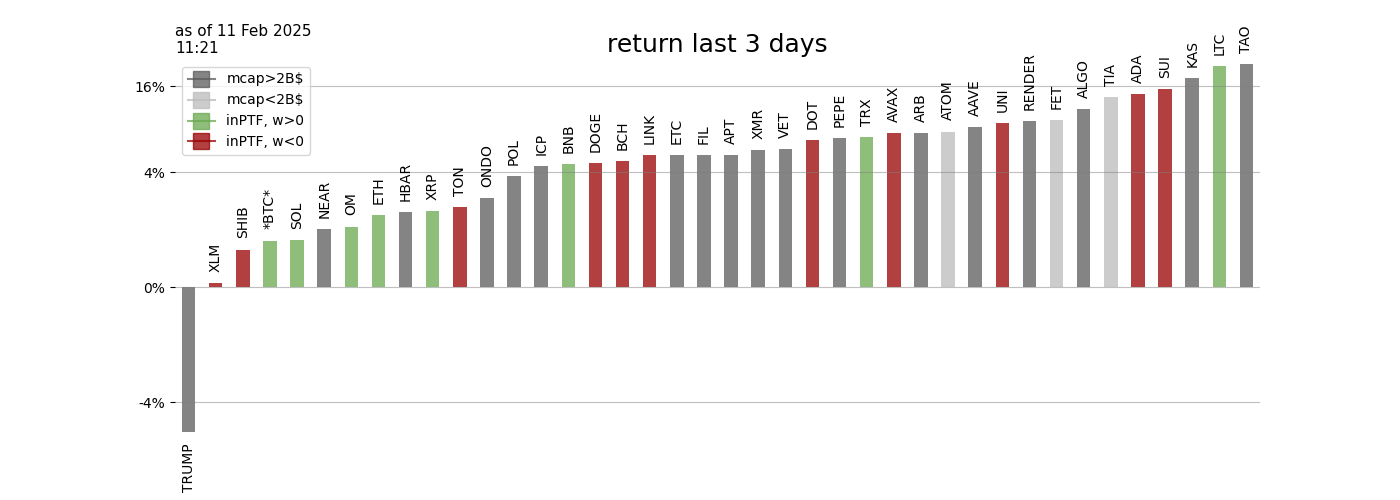 as of 11 Feb 2025
11:21
return last 3 days
mcap>2B$
mcap<2B$
inPTF, w>0
inPTF, w<0
16%
4%
0%
-4%
TRUMP
XLM
SHIB
*BTC*
SOL
NEAR
OM
ETH
HBAR
XRP
TON
ONDO
POL
ICP
BNB
DOGE
BCH
LINK
ETC
FIL
APT
XMR
VET
DOT
PEPE
TRX
AVAX
ARB
ATOM
AAVE
UNI
RENDER
FET
ALGO
TIA
ADA
SUI
KAS
LTC
TAO